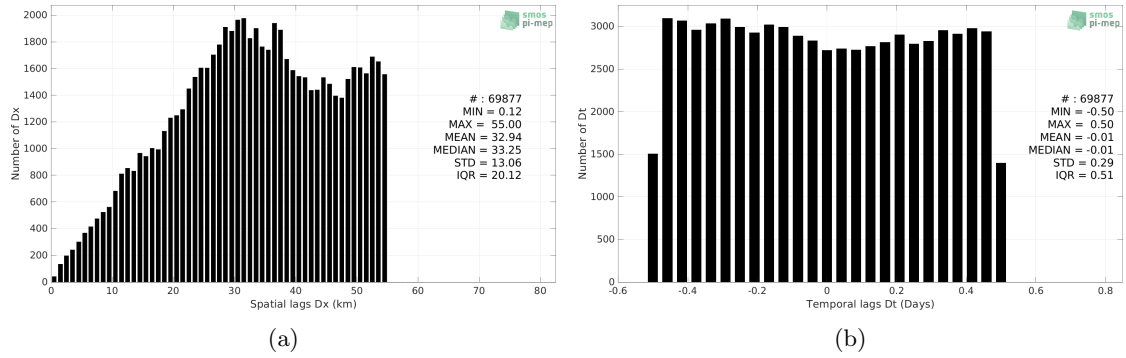 smos
pi-mep
2000
1800
1600
1400
1200
1000
800
600
400
200
0
Number of Dx
# : 69877
MIN = 0.12
MAX = 55.00
MEAN = 32.94
MEDIAN = 33.25
STD = 13.06
IQR = 20.12
0 10 20 30 40 50 60 70 80
Spatial lags Dx (km)
(a)
smos
pi-mep
3000
2500
2000
1500
1000
500
0
Number of Dt
# : 69877
MIN = -0.50
MAX = 0.50
MEAN = -0.01
MEDIAN = -0.01
STD = 0.29
IQR = 0.51
-0.6 -0.4 -0.2 0 0.2 0.4 0.6 0.8
Temporal lags Dt (Days)
(b)